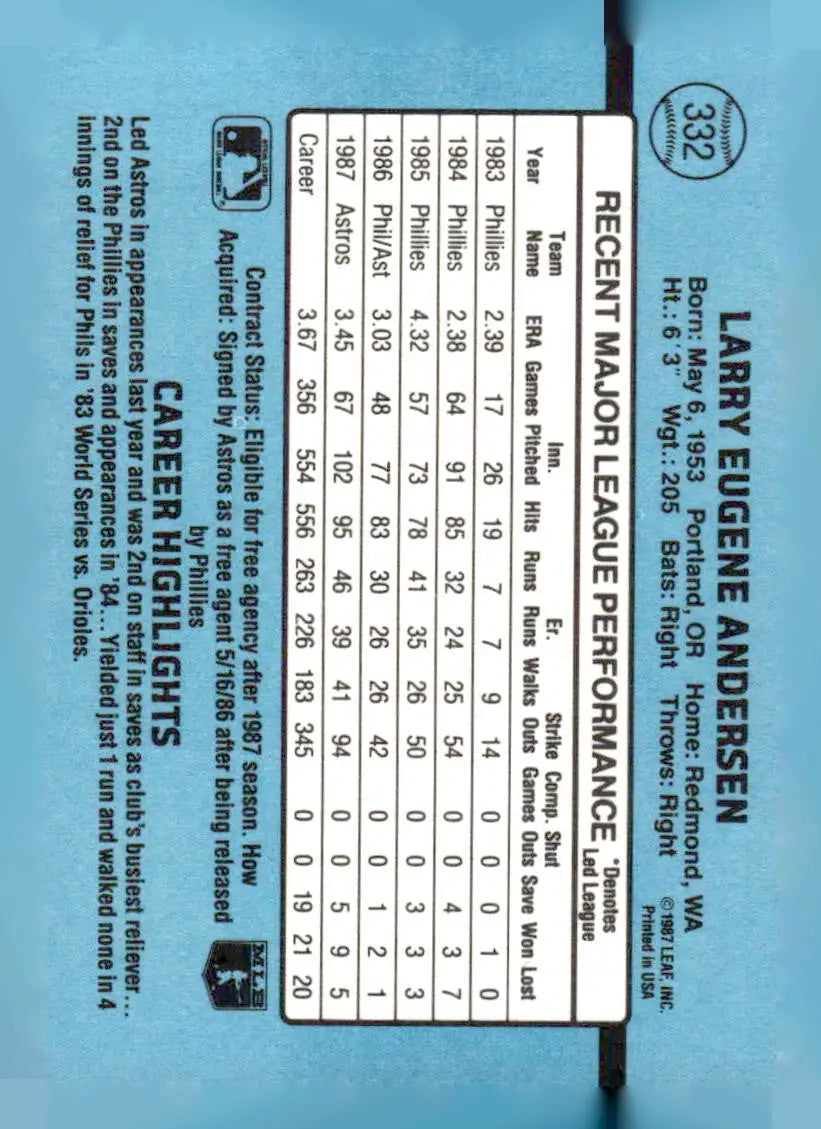 332
LARRY EUGENE ANDERSEN
Born: May 6, 1953 Portland, OR Home: Redmond, WA
Ht.: 6'3" Wgt.: 205 Bats: Right Throws: Right
©1987 LEAF, INC.
Printed in USA
RECENT MAJOR LEAGUE PERFORMANCE *Denotes Led League
Year Team Name ERA Games Inn. Pitched Hits Runs Er. Runs Walks Strike Outs Comp. Games Shut Outs Save Won Lost
1983 Phillies 2.39 17 26 19 7 7 9 14 0 0 0 1 0
1984 Phillies 2.38 64 91 85 32 24 25 54 0 0 4 3 7
1985 Phillies 4.32 57 73 78 41 35 26 50 0 0 3 3 3
1986 Phil/Ast 3.03 48 77 83 30 26 26 42 0 0 1 2 1
1987 Astros 3.45 67 102 95 46 39 41 94 0 0 5 9 5
Career 3.67 356 554 556 263 226 183 345 0 0 19 21 20
Contract Status: Eligible for free agency after 1987 season. How
Acquired: Signed by Astros as a free agent 5/16/86 after being released
by Phillies
MLB
CAREER HIGHLIGHTS
Led Astros in appearances last year and was 2nd on staff in saves as club's busiest reliever...
2nd on the Phillies in saves and appearances in '84... Yielded just 1 run and walked none in 4
innings of relief for Phils in '83 World Series vs. Orioles.